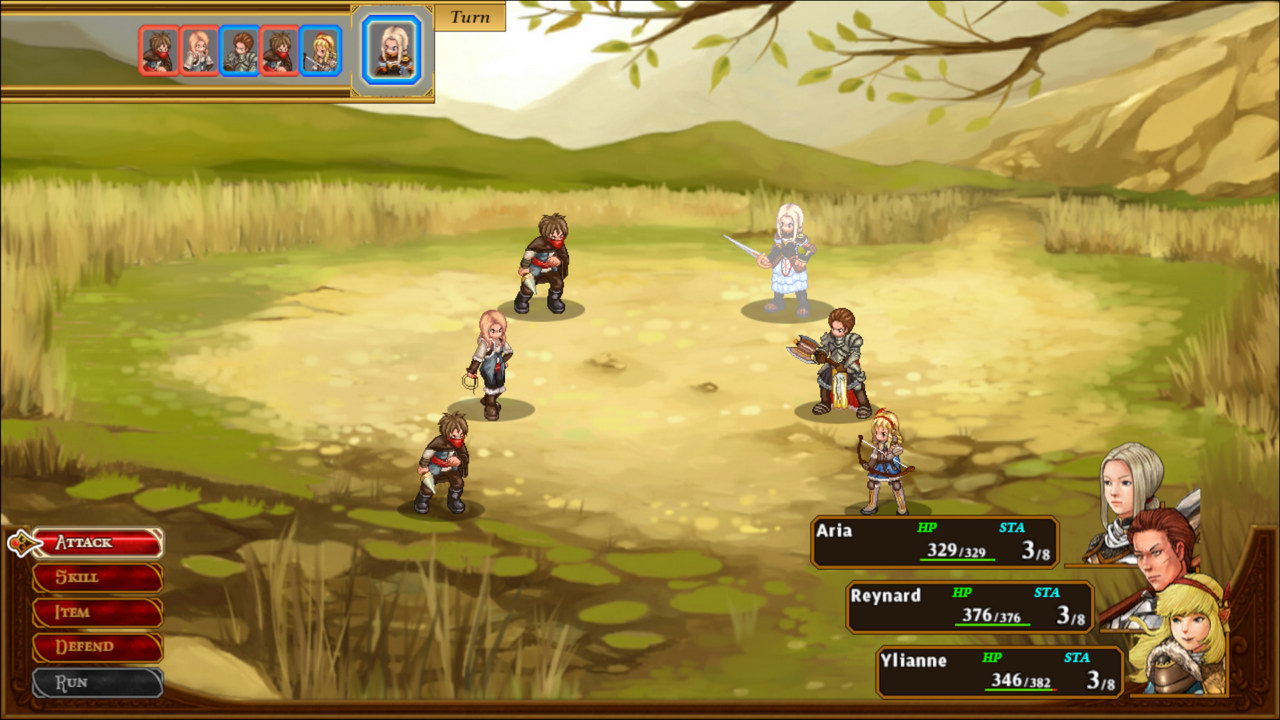 Turn
Attack
Skill
Item
Defend
Run
Aria HP STA
329/329 3/8
Reynard HP STA
376/376 3/8
Ylianne HP STA
346/382 3/8